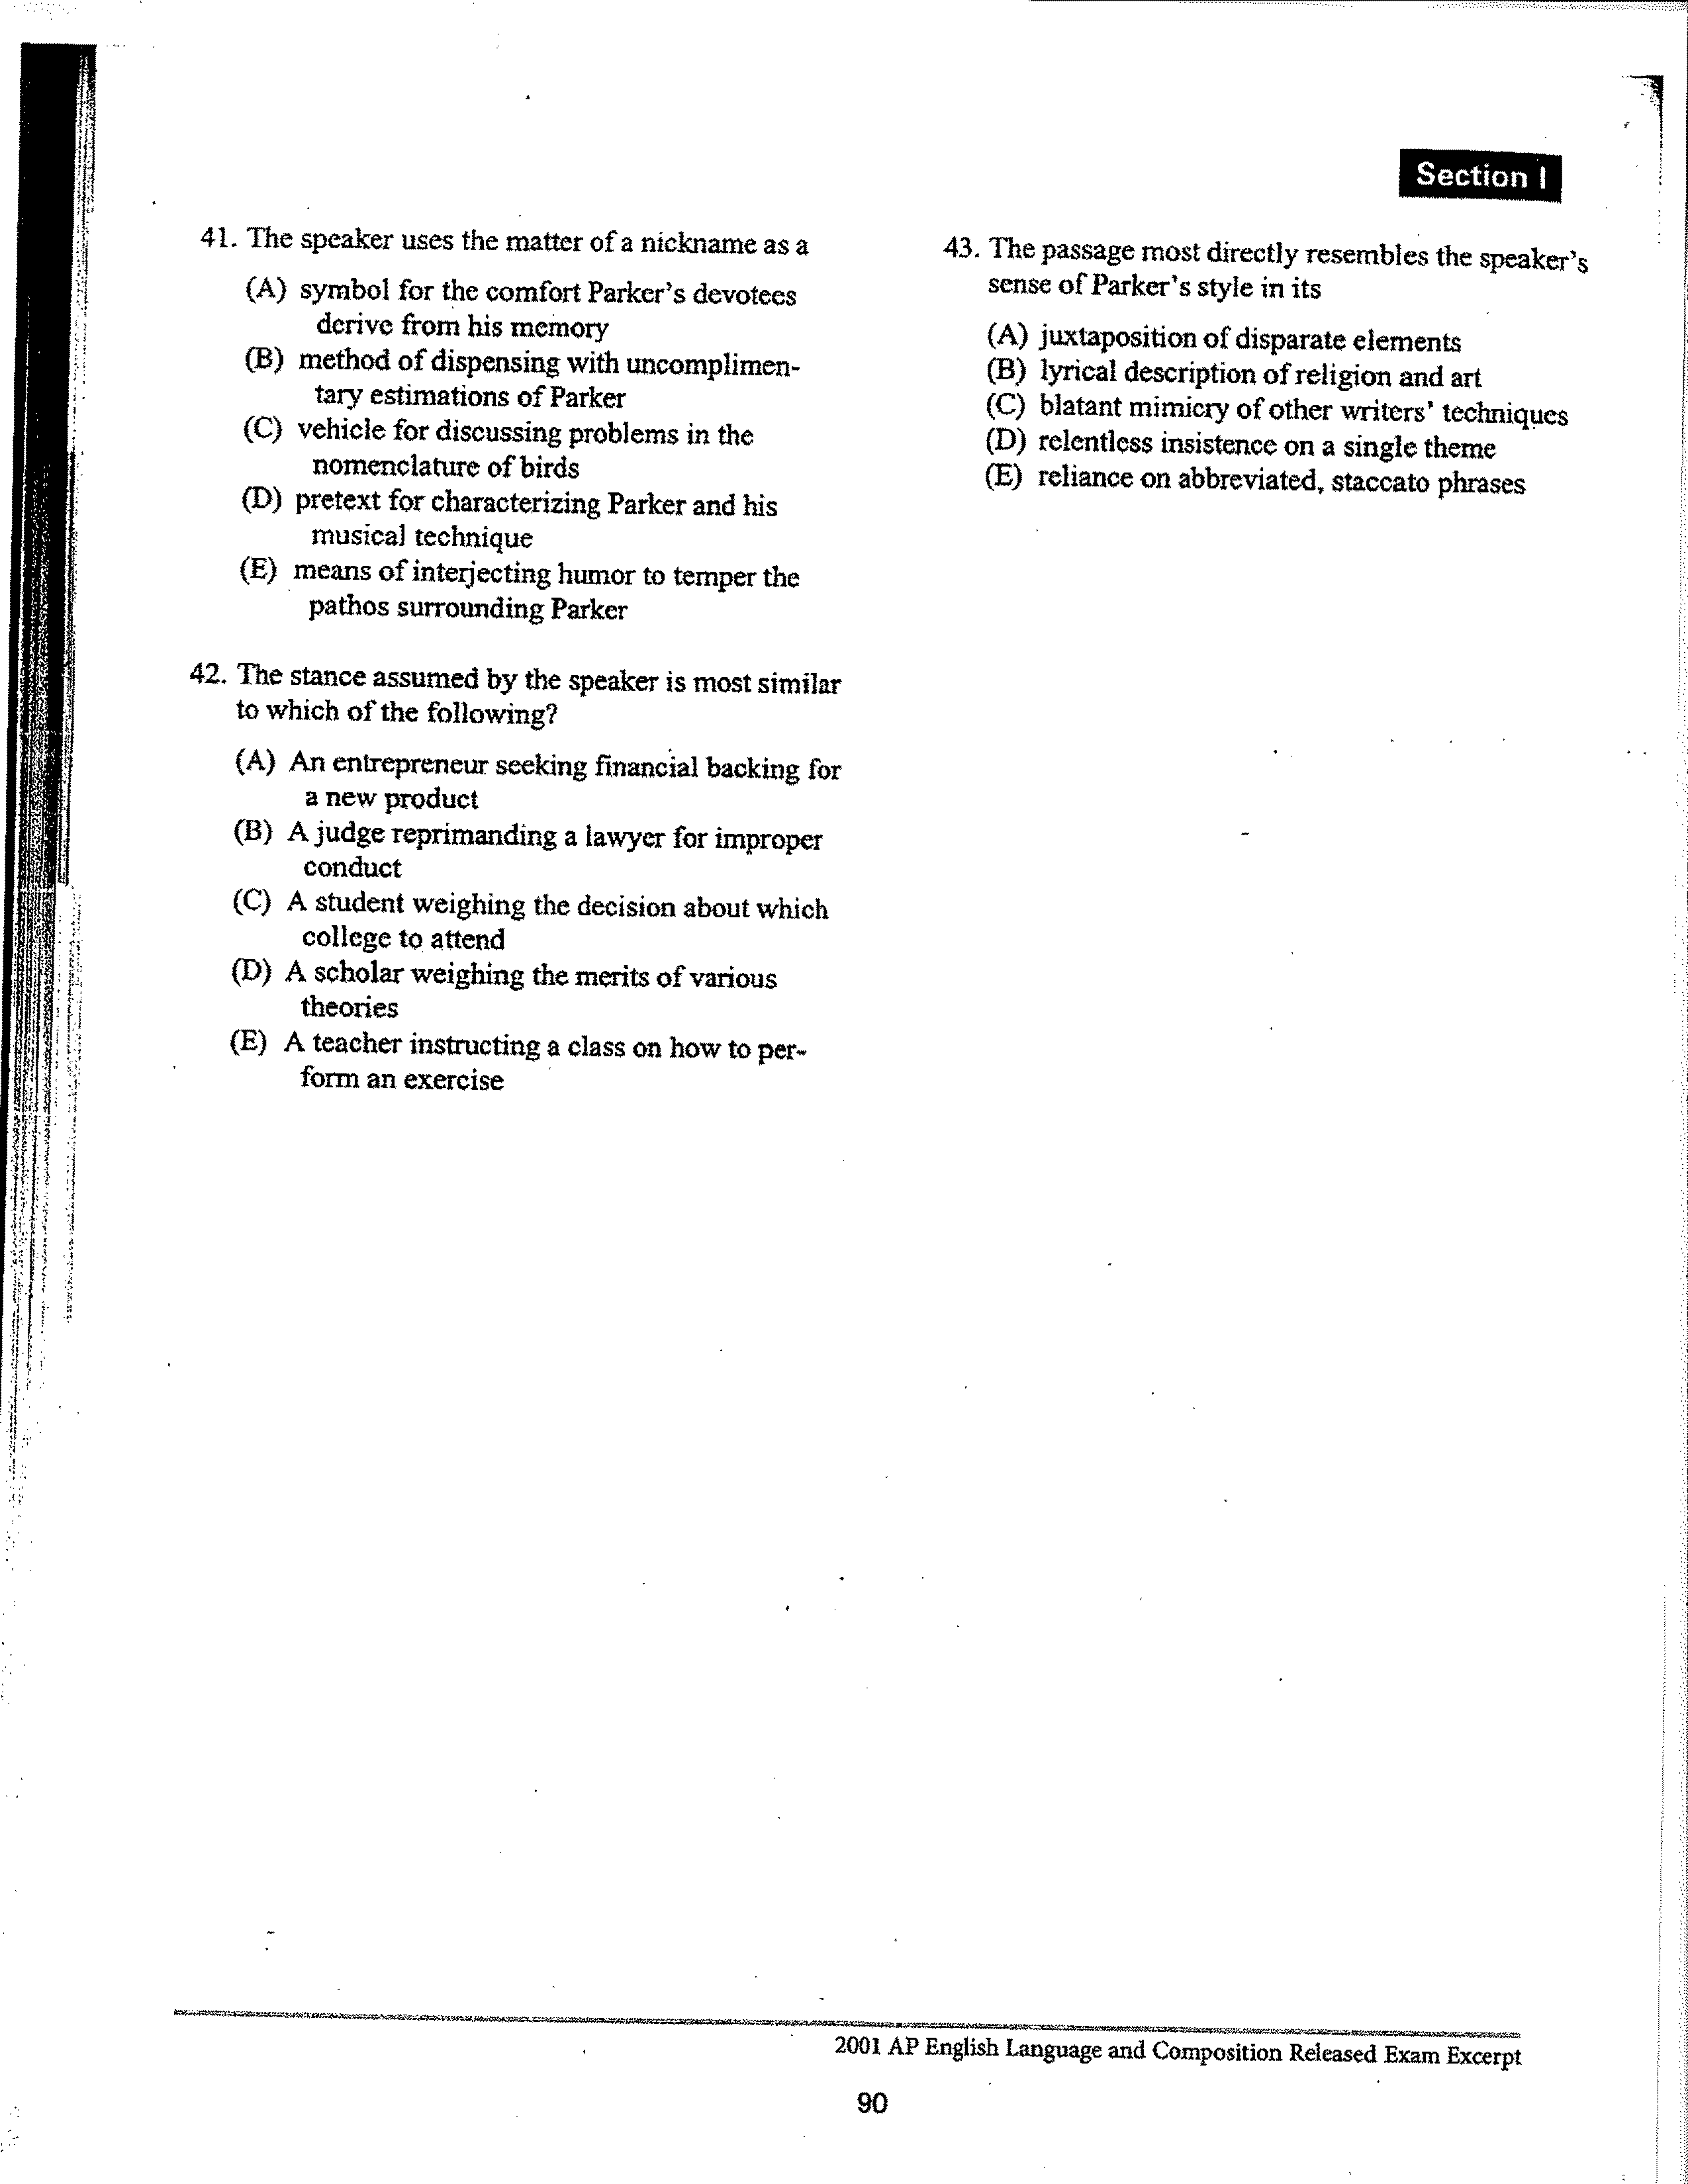 Section I
41. The speaker uses the matter of a nickname as a
(A) symbol for the comfort Parker's devotees
derive from his memory
(B) method of dispensing with uncomplimen-
tary estimations of Parker
(C) vehicle for discussing problems in the
nomenclature of birds
(D) pretext for characterizing Parker and his
musical technique
(E) means of interjecting humor to temper the
pathos surrounding Parker
42. The stance assumed by the speaker is most similar
to which of the following?
(A) An entrepreneur seeking financial backing for
a new product
(B) A judge reprimanding a lawyer for improper
conduct
(C) A student weighing the decision about which
college to attend
(D) A scholar weighing the merits of various
theories
(E) A teacher instructing a class on how to per-
form an exercise
43. The passage most directly resembles the speaker's
sense of Parker's style in its
(A) juxtaposition of disparate elements
(B) lyrical description of religion and art
(C) blatant mimicry of other writers' techniques
(D) relentless insistence on a single theme
(E) reliance on abbreviated, staccato phrases
2001 AP English Language and Composition Released Exam Excerpt
90